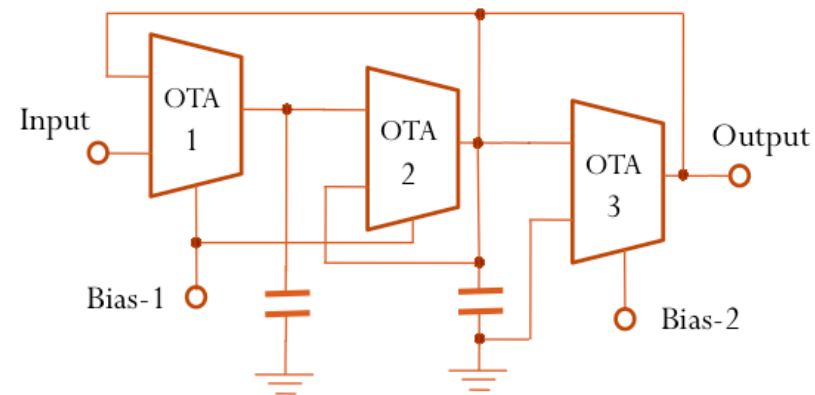 OTA
1
Input
OTA
2
OTA
3
Output
Bias-1
Bias-2